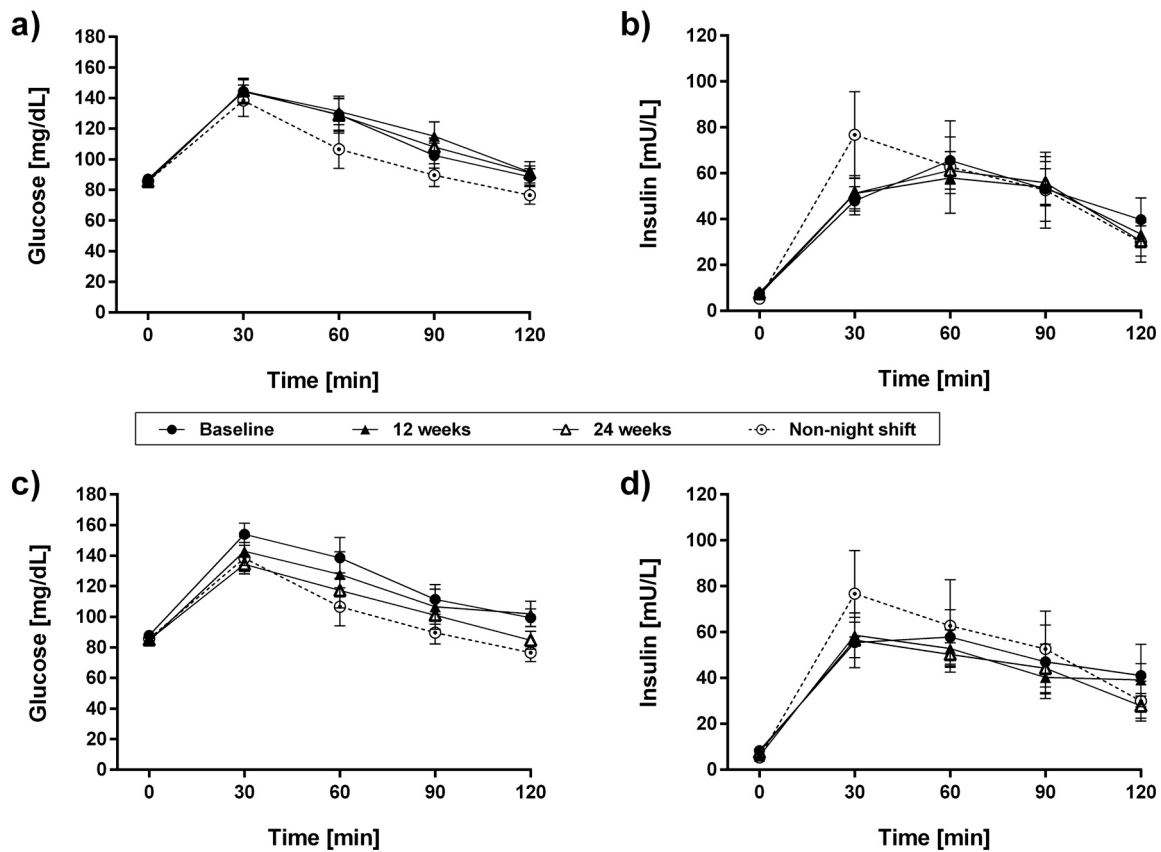 a)
Glucose [mg/dL]
180
160
140
120
100
80
60
40
20
0
0 30 60 90 120
Time [min]
b)
Insulin [mU/L]
120
100
80
60
40
20
0
0 30 60 90 120
Time [min]
Baseline 12 weeks 24 weeks Non-night shift
c)
Glucose [mg/dL]
180
160
140
120
100
80
60
40
20
0
0 30 60 90 120
Time [min]
d)
Insulin [mU/L]
120
100
80
60
40
20
0
0 30 60 90 120
Time [min]